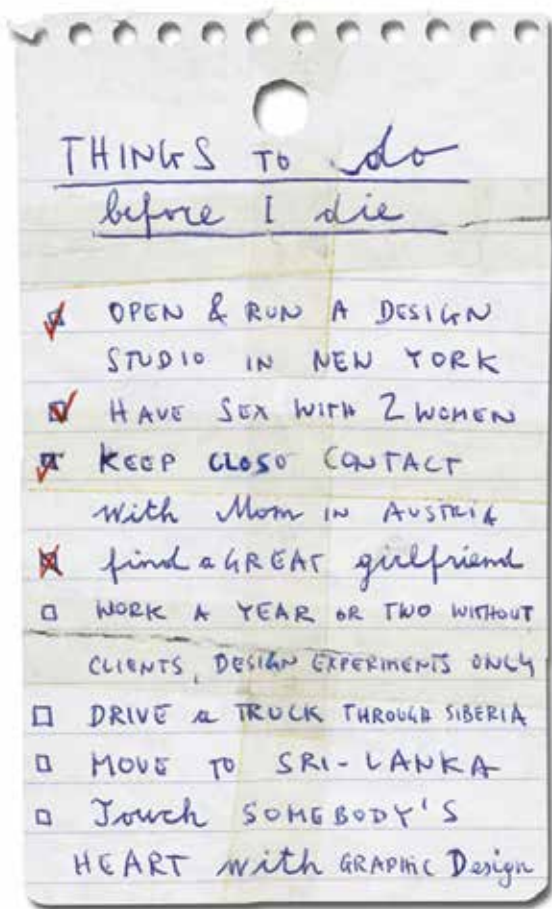 THINGS TO do
before I die
OPEN & RUN A DESIGN
STUDIO IN NEW YORK
HAVE SEX WITH 2 WOMEN
KEEP CLOSO CONTACT
with Mom IN AUSTRIA
find a GREAT girlfriend
WORK A YEAR OR TWO WITHOUT
CLIENTS, DESIGN EXPERIMENTS ONLY
DRIVE a TRUCK THROUGH SIBERIA
MOVE TO SRI-LANKA
Touch SOMEBODY'S
HEART with GRAPHIC Design